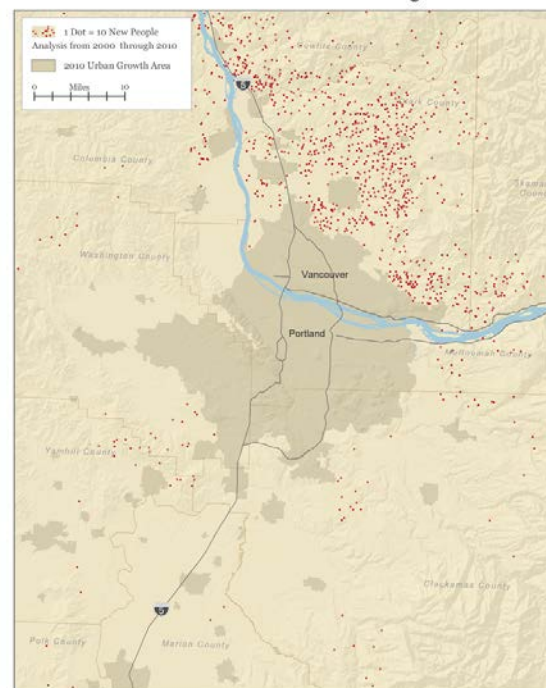 1 Dot = 10 New People
Analysis from 2000 through 2010
2010 Urban Growth Area
0 Miles 10
Cowlitz County
5
Clark County
Columbia County
Washington County
Vancouver
Portland
Multnomah County
Yamhill County
Clackamas County
5
Polk County
Marion County